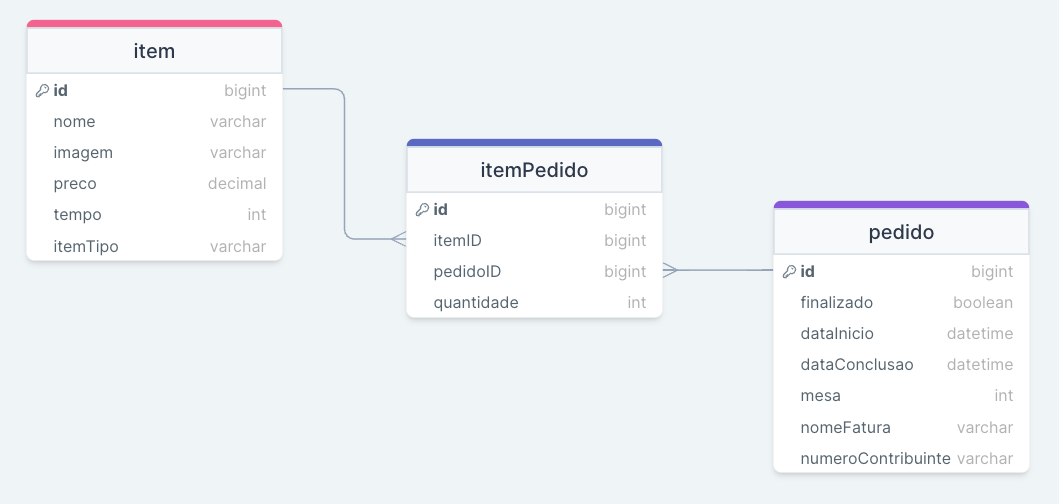 item
id bigint
nome varchar
imagem varchar
preco decimal
tempo int
itemTipo varchar
itemPedido
id bigint
itemID bigint
pedidoID bigint
quantidade int
pedido
id bigint
finalizado boolean
dataInicio datetime
dataConclusao datetime
mesa int
nomeFatura varchar
numeroContribuinte varchar